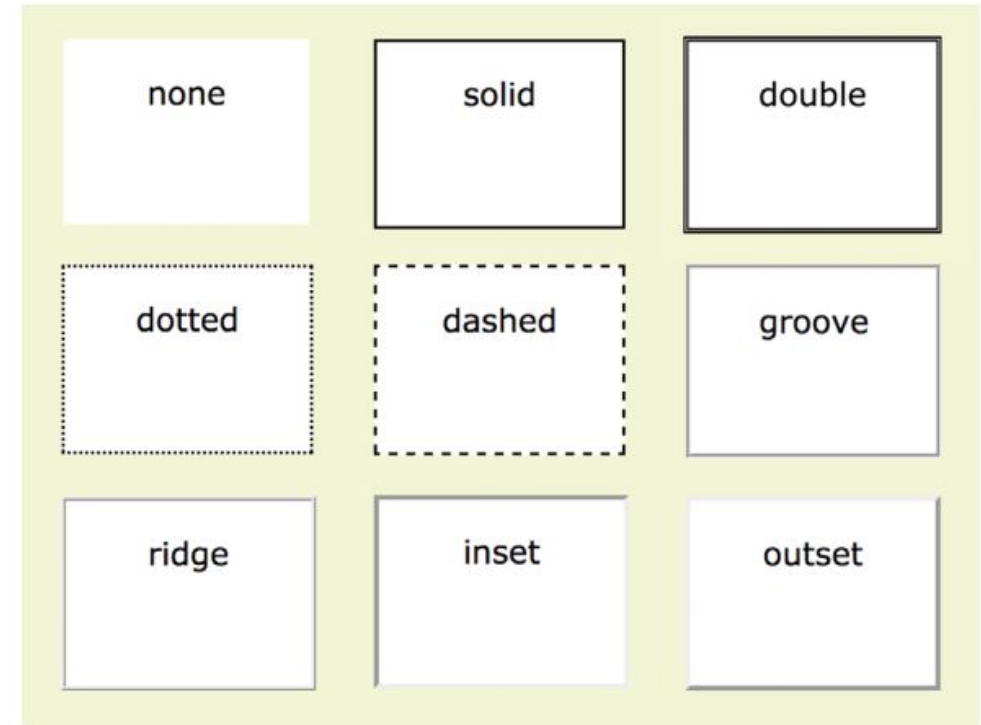 none
solid
double
dotted
dashed
groove
ridge
inset
outset